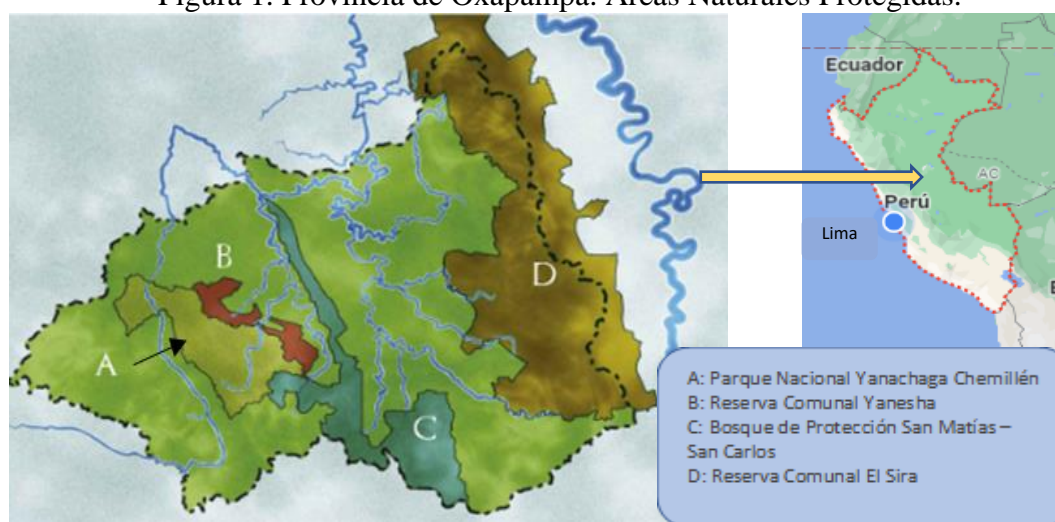 Figura 1. Provincia de Oxapampa. Áreas Naturales Protegidas.
A
B
C
D
Ecuador
AC
Perú
Lima
A: Parque Nacional Yanachaga Chemillén
B: Reserva Comunal Yanesha
C: Bosque de Protección San Matías –
San Carlos
D: Reserva Comunal El Sira